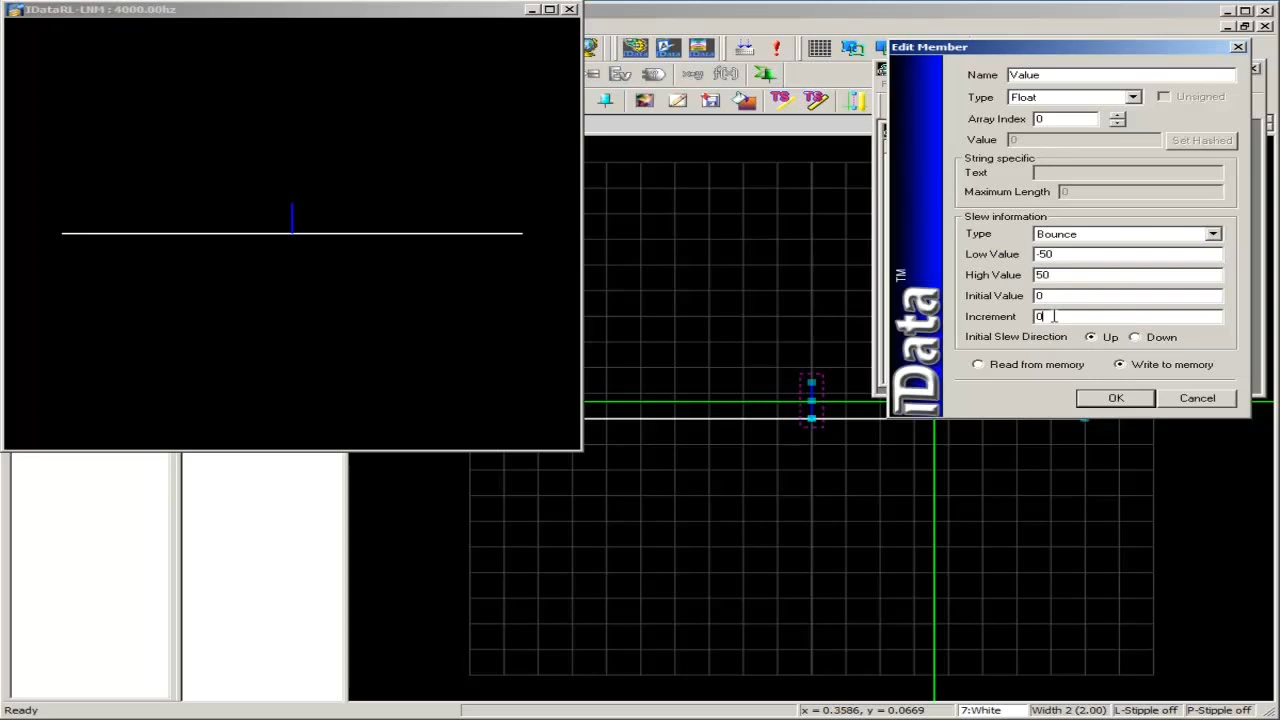 IDataRL-LNM : 4000.00hz
Edit Member
Name Value
Type Float Unsigned
Array Index 0
Value 0 Set Hashed
String specific
Text
Maximum Length 0
Slew information
Type Bounce
Low Value -50
High Value 50
Initial Value 0
Increment 0
Initial Slew Direction Up Down
Read from memory Write to memory
OK Cancel
IData TM
Ready x = 0.3586, y = 0.0669 7:White Width 2 (2.00) L-Stipple off P-Stipple off